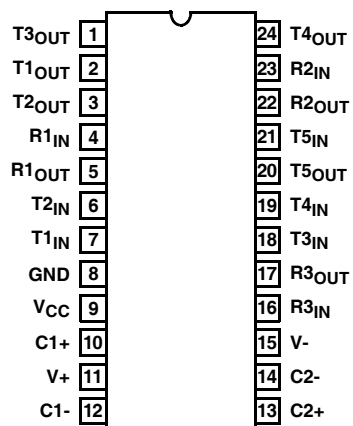 T3OUT 1 24 T4OUT
T1OUT 2 23 R2IN
T2OUT 3 22 R2OUT
R1IN 4 21 T5IN
R1OUT 5 20 T5OUT
T2IN 6 19 T4IN
T1IN 7 18 T3IN
GND 8 17 R3OUT
VCC 9 16 R3IN
C1+ 10 15 V-
V+ 11 14 C2-
C1- 12 13 C2+